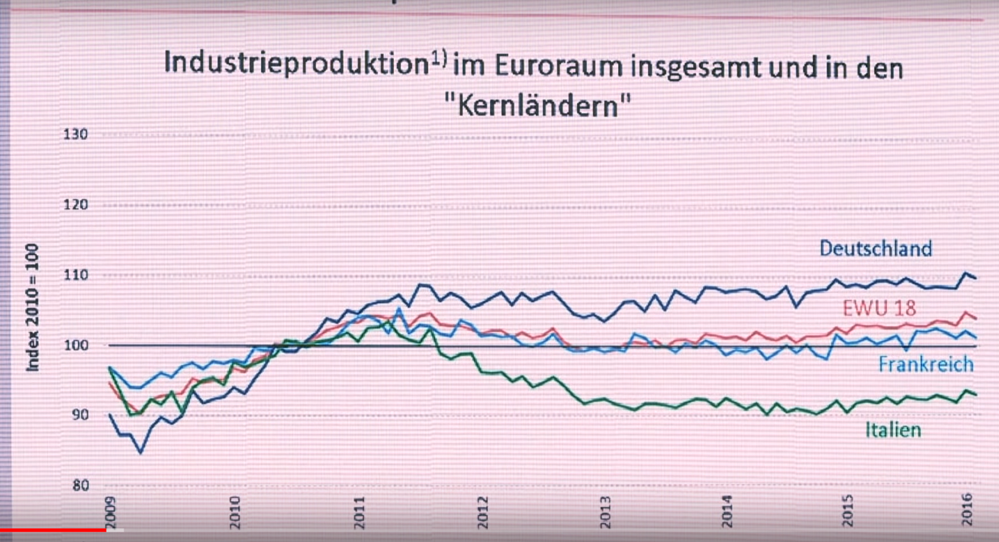 Industrieproduktion¹⁾ im Euroraum insgesamt und in den
"Kernländern"
130
120
110
100
90
80
Index 2010 = 100
Deutschland
EWU 18
Frankreich
Italien
2009
2010
2011
2012
2013
2014
2015
2016